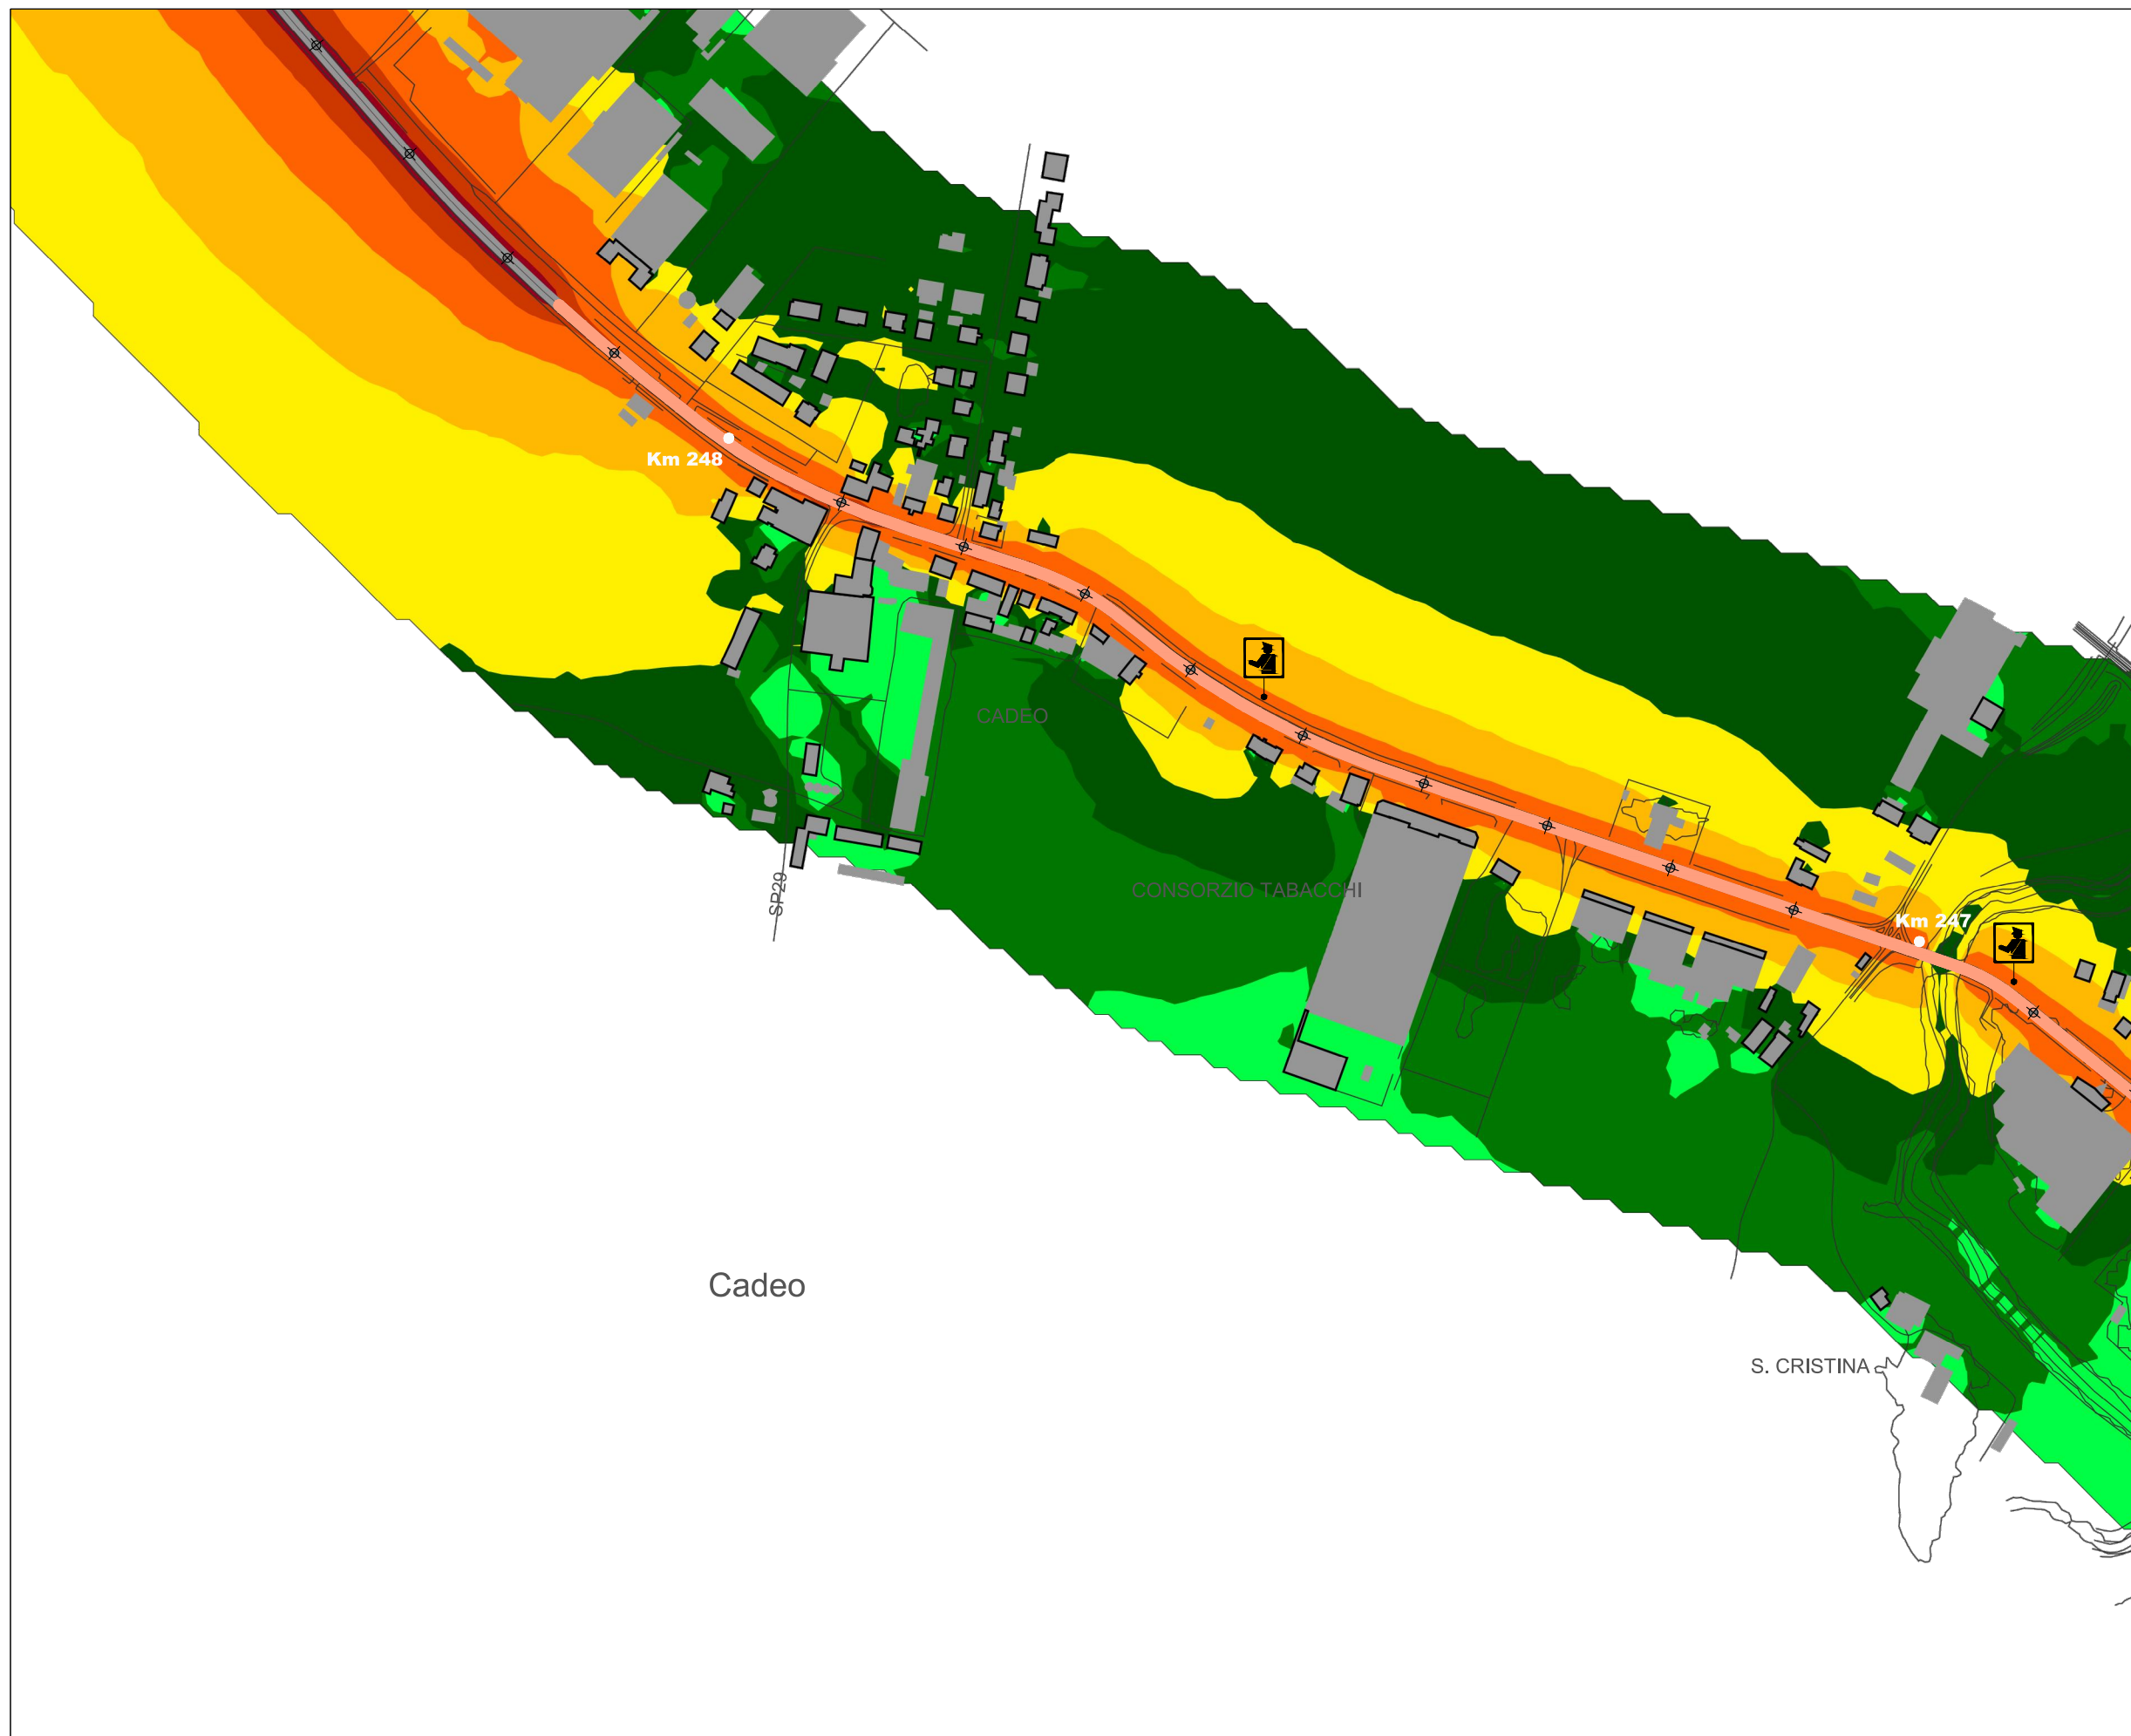 Km 248
CADEO
CONSORZIO TABACCHI
SP29
Km 247
Cadeo
S. CRISTINA